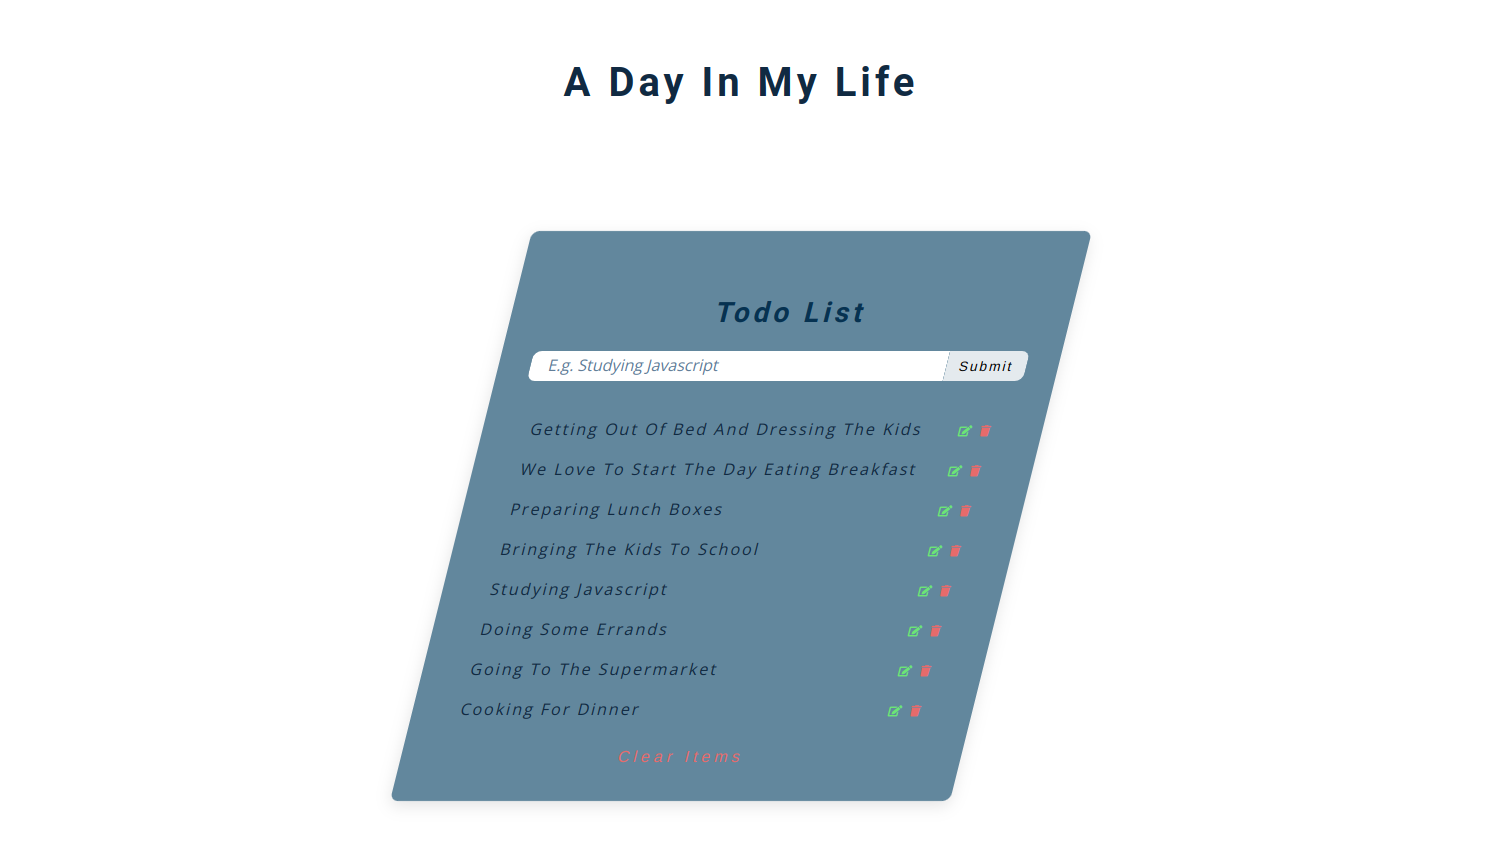 A Day In My Life
Todo List
E.g. Studying Javascript
Submit
Getting Out Of Bed And Dressing The Kids
We Love To Start The Day Eating Breakfast
Preparing Lunch Boxes
Bringing The Kids To School
Studying Javascript
Doing Some Errands
Going To The Supermarket
Cooking For Dinner
Clear Items